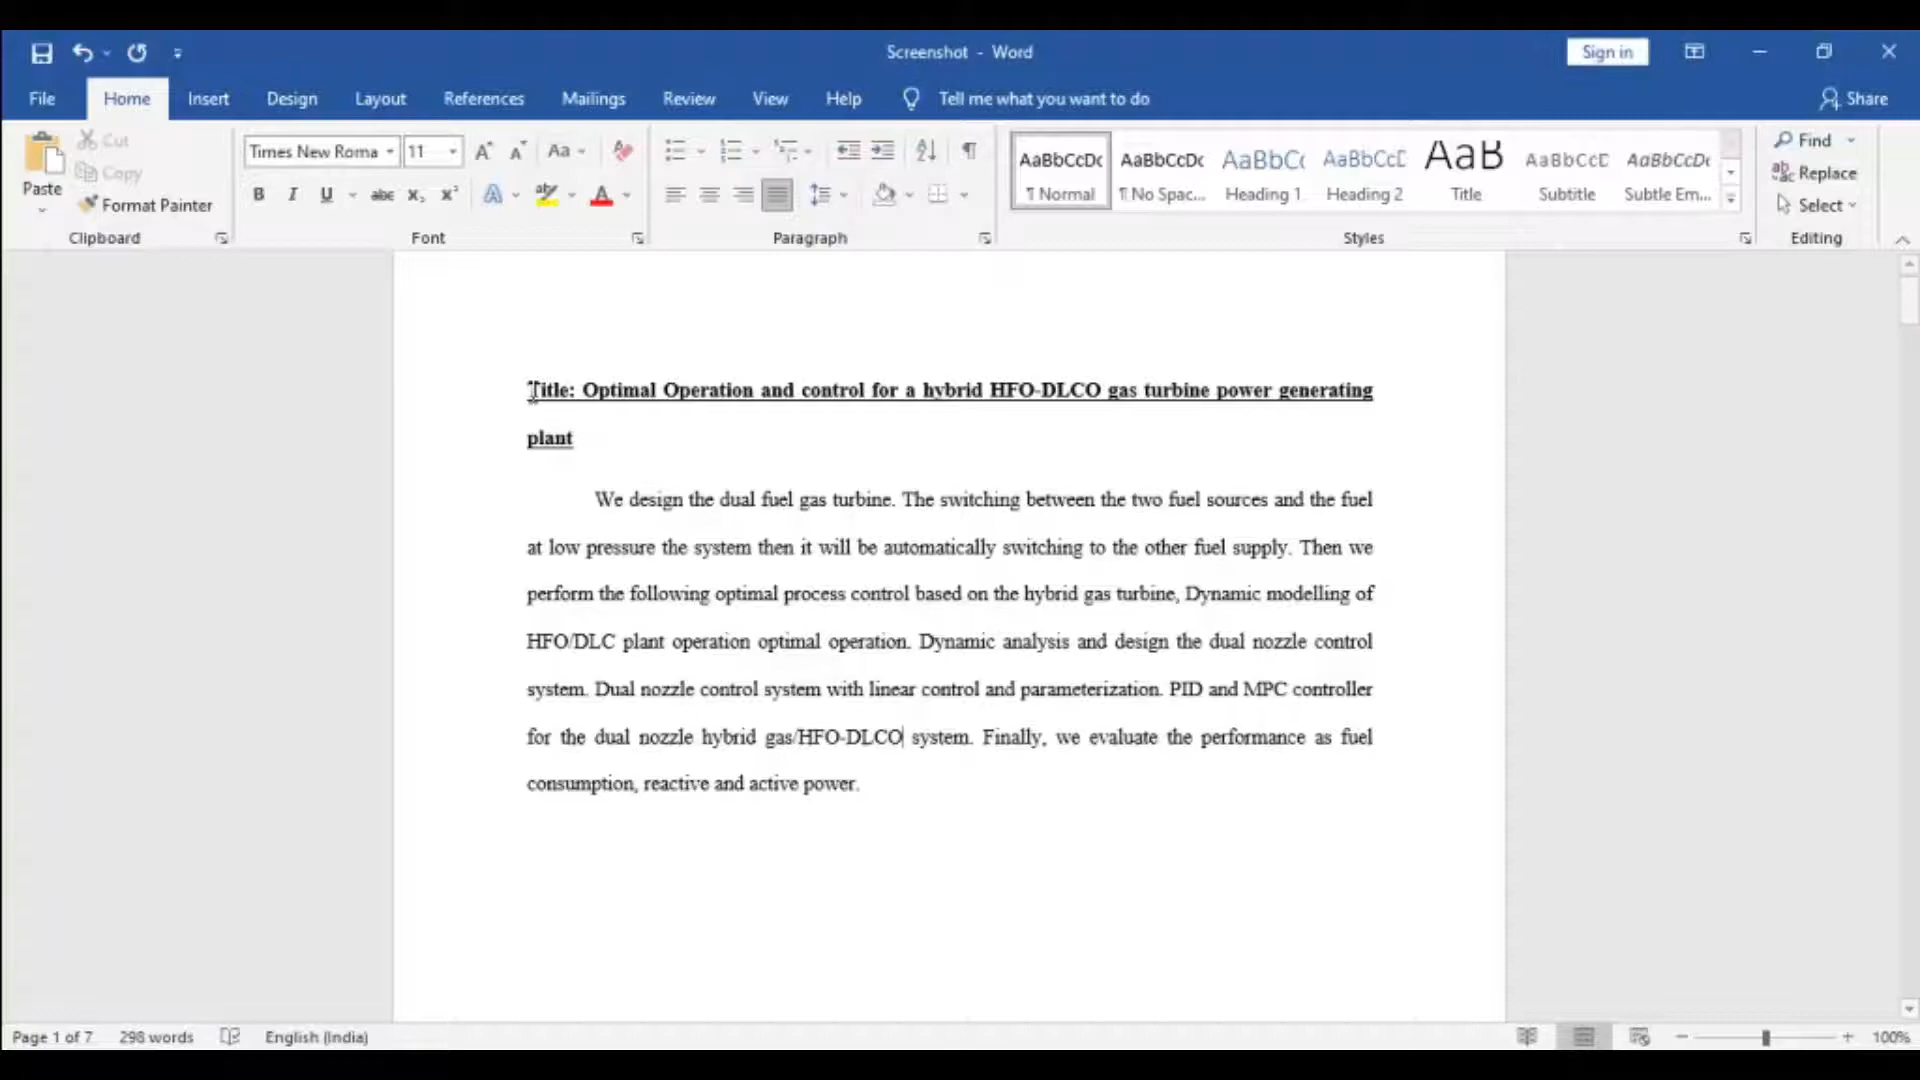 Screenshot - Word
Sign in
File Home Insert Design Layout References Mailings Review View Help Tell me what you want to do Share
Paste
Cut
Copy
Format Painter
Clipboard
Times New Roma 11
Font
Paragraph
AaBbCcDc AaBbCcDc AaBbC AaBbCcD AaB AaBbCcD AaBbCcDc
¶ Normal ¶ No Spac... Heading 1 Heading 2 Title Subtitle Subtle Em...
Styles
Find
Replace
Select
Editing
Title: Optimal Operation and control for a hybrid HFO-DLCO gas turbine power generating
plant
We design the dual fuel gas turbine. The switching between the two fuel sources and the fuel
at low pressure the system then it will be automatically switching to the other fuel supply. Then we
perform the following optimal process control based on the hybrid gas turbine, Dynamic modelling of
HFO/DLC plant operation optimal operation. Dynamic analysis and design the dual nozzle control
system. Dual nozzle control system with linear control and parameterization. PID and MPC controller
for the dual nozzle hybrid gas/HFO-DLCO system. Finally, we evaluate the performance as fuel
consumption, reactive and active power.
Page 1 of 7 298 words English (India) 100%